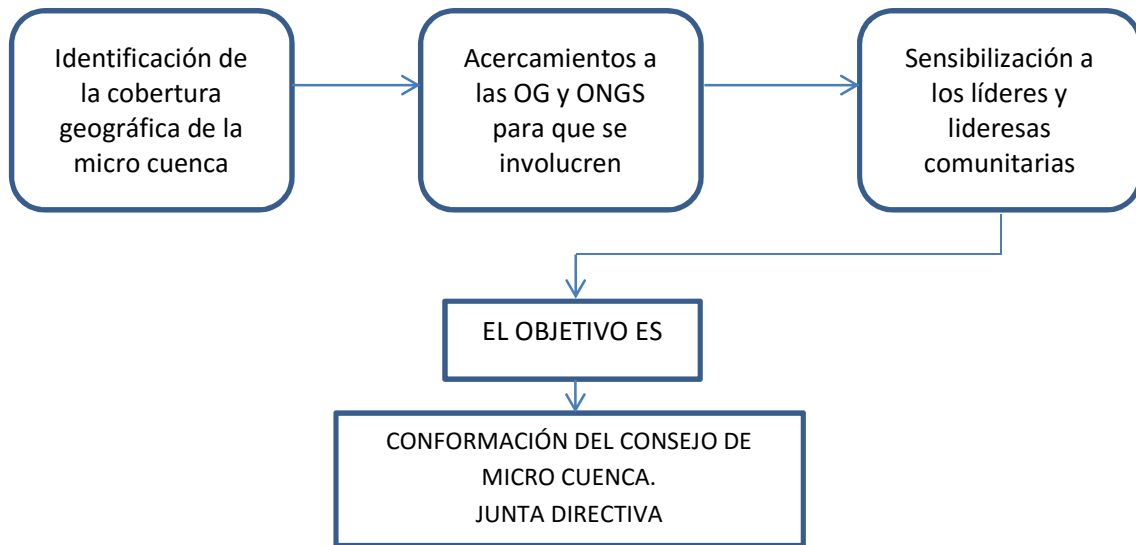 Identificación de
la cobertura
geográfica de la
micro cuenca
Acercamientos a
las OG y ONGS
para que se
involucren
Sensibilización a
los líderes y
lideresas
comunitarias
EL OBJETIVO ES
CONFORMACIÓN DEL CONSEJO DE
MICRO CUENCA.
JUNTA DIRECTIVA